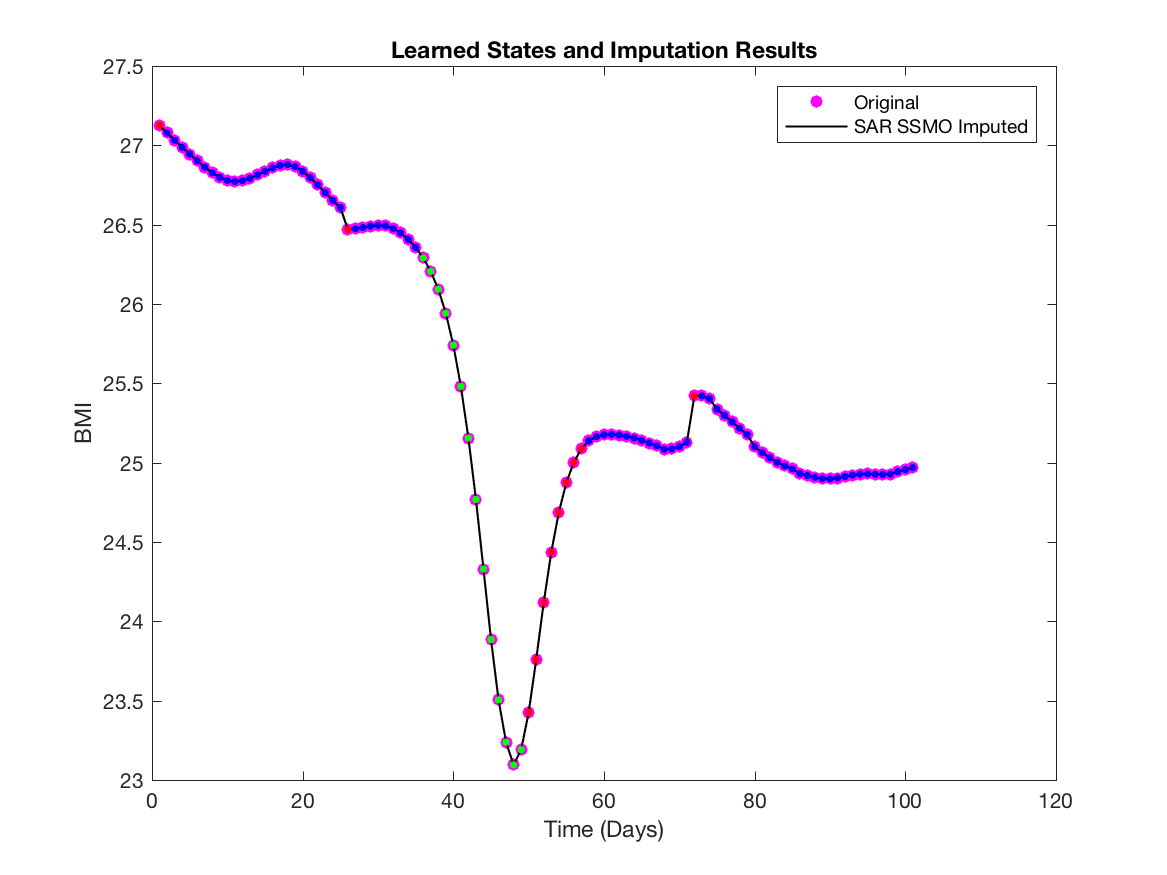 Learned States and Imputation Results
27.5
27
26.5
26
25.5
25
24.5
24
23.5
23
BMI
0 20 40 60 80 100 120
Time (Days)
Original
SAR SSMO Imputed